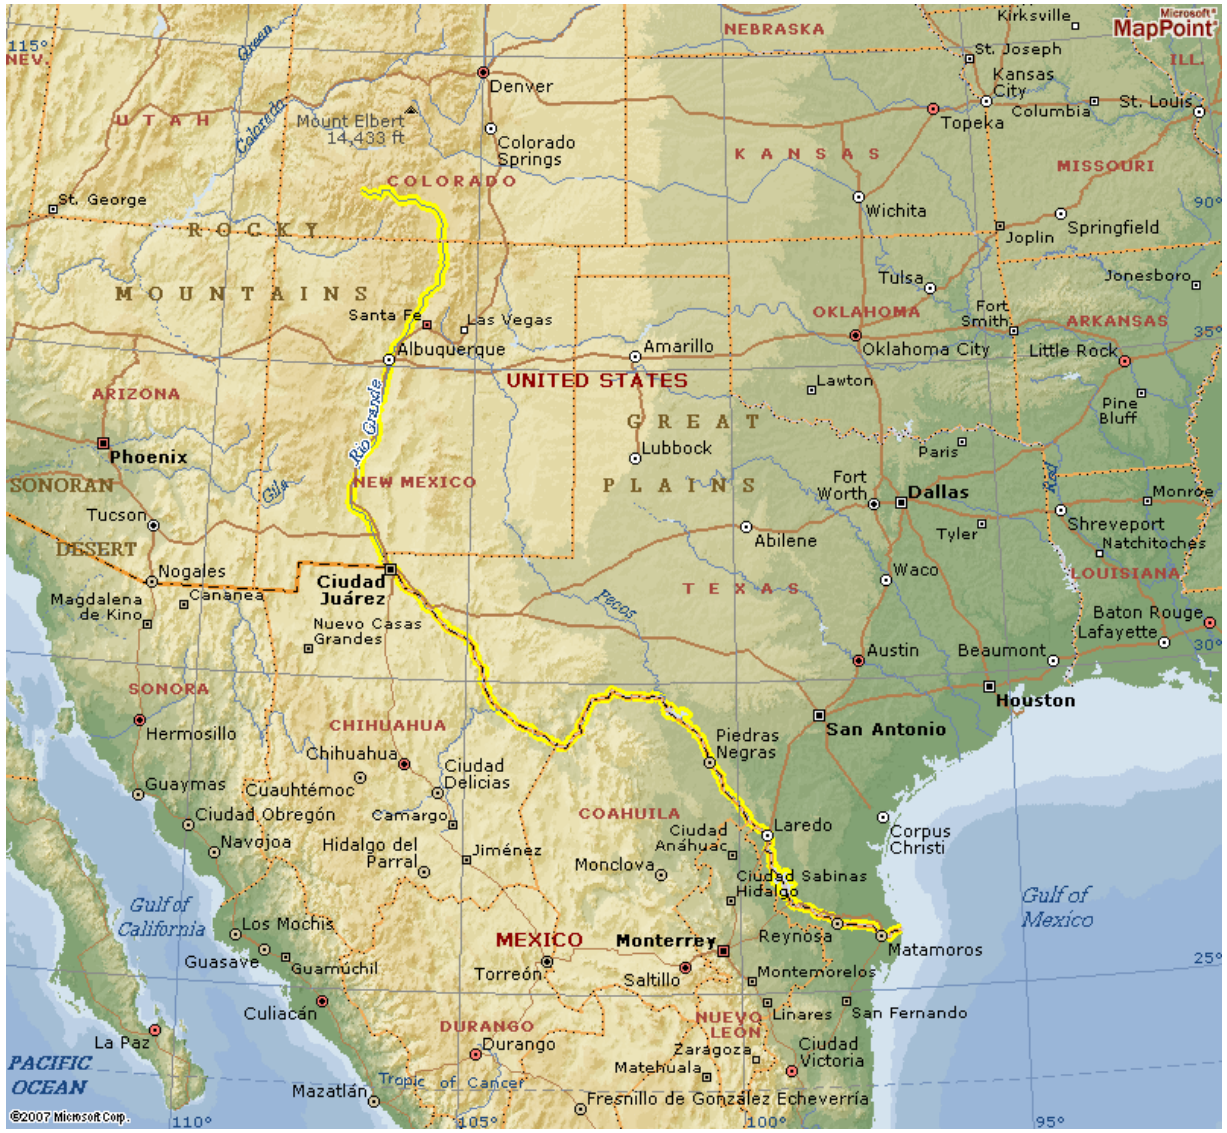 Microsoft®
MapPoint®
Kirksville
NEBRASKA
115°
NEV.
Green
St. Joseph
ILL.
Denver
Kansas
City
Columbia
St. Louis
UTAH
Colorado
Mount Elbert
14,433 ft
Topeka
Colorado
Springs
KANSAS
MISSOURI
COLORADO
St. George
90°
Wichita
Springfield
ROCKY
Joplin
Tulsa
Jonesboro
MOUNTAINS
Santa Fe
Las Vegas
OKLAHOMA
Fort
Smith
ARKANSAS
35°
Albuquerque
Amarillo
Oklahoma City
Little Rock
UNITED STATES
Lawton
ARIZONA
Rio Grande
Pine
Bluff
GREAT
Phoenix
Lubbock
Paris
Red
SONORAN
Gila
NEW MEXICO
PLAINS
Fort
Worth
Dallas
Monroe
Tucson
Abilene
Tyler
Shreveport
DESERT
Natchitoches
Nogales
Ciudad
Juárez
Waco
LOUISIANA
TEXAS
Cananea
Magdalena
de Kino
Pecos
Baton Rouge
Nuevo Casas
Grandes
Lafayette
Austin
Beaumont
30°
SONORA
Houston
CHIHUAHUA
San Antonio
Hermosillo
Piedras
Negras
Chihuahua
Ciudad
Delicias
Guaymas
Cuauhtémoc
COAHUILA
Ciudad Obregón
Camargo
Laredo
Corpus
Christi
Ciudad
Anáhuac
Navojoa
Hidalgo del
Parral
Jiménez
Monclova
Ciudad Sabinas
Hidalgo
Gulf of
California
Gulf of
Mexico
Los Mochis
MEXICO
Monterrey
Reynosa
Matamoros
Guasave
Guamúchil
Torreón
Saltillo
Montemorelos
25°
Culiacán
Linares
San Fernando
DURANGO
NUEVO
LEÓN
La Paz
Durango
Zaragoza
Ciudad
Victoria
PACIFIC
OCEAN
Matehuala
Mazatlán
Tropic of Cancer
Fresnillo de González Echeverría
©2007 Microsoft Corp.
110°
105°
100°
95°